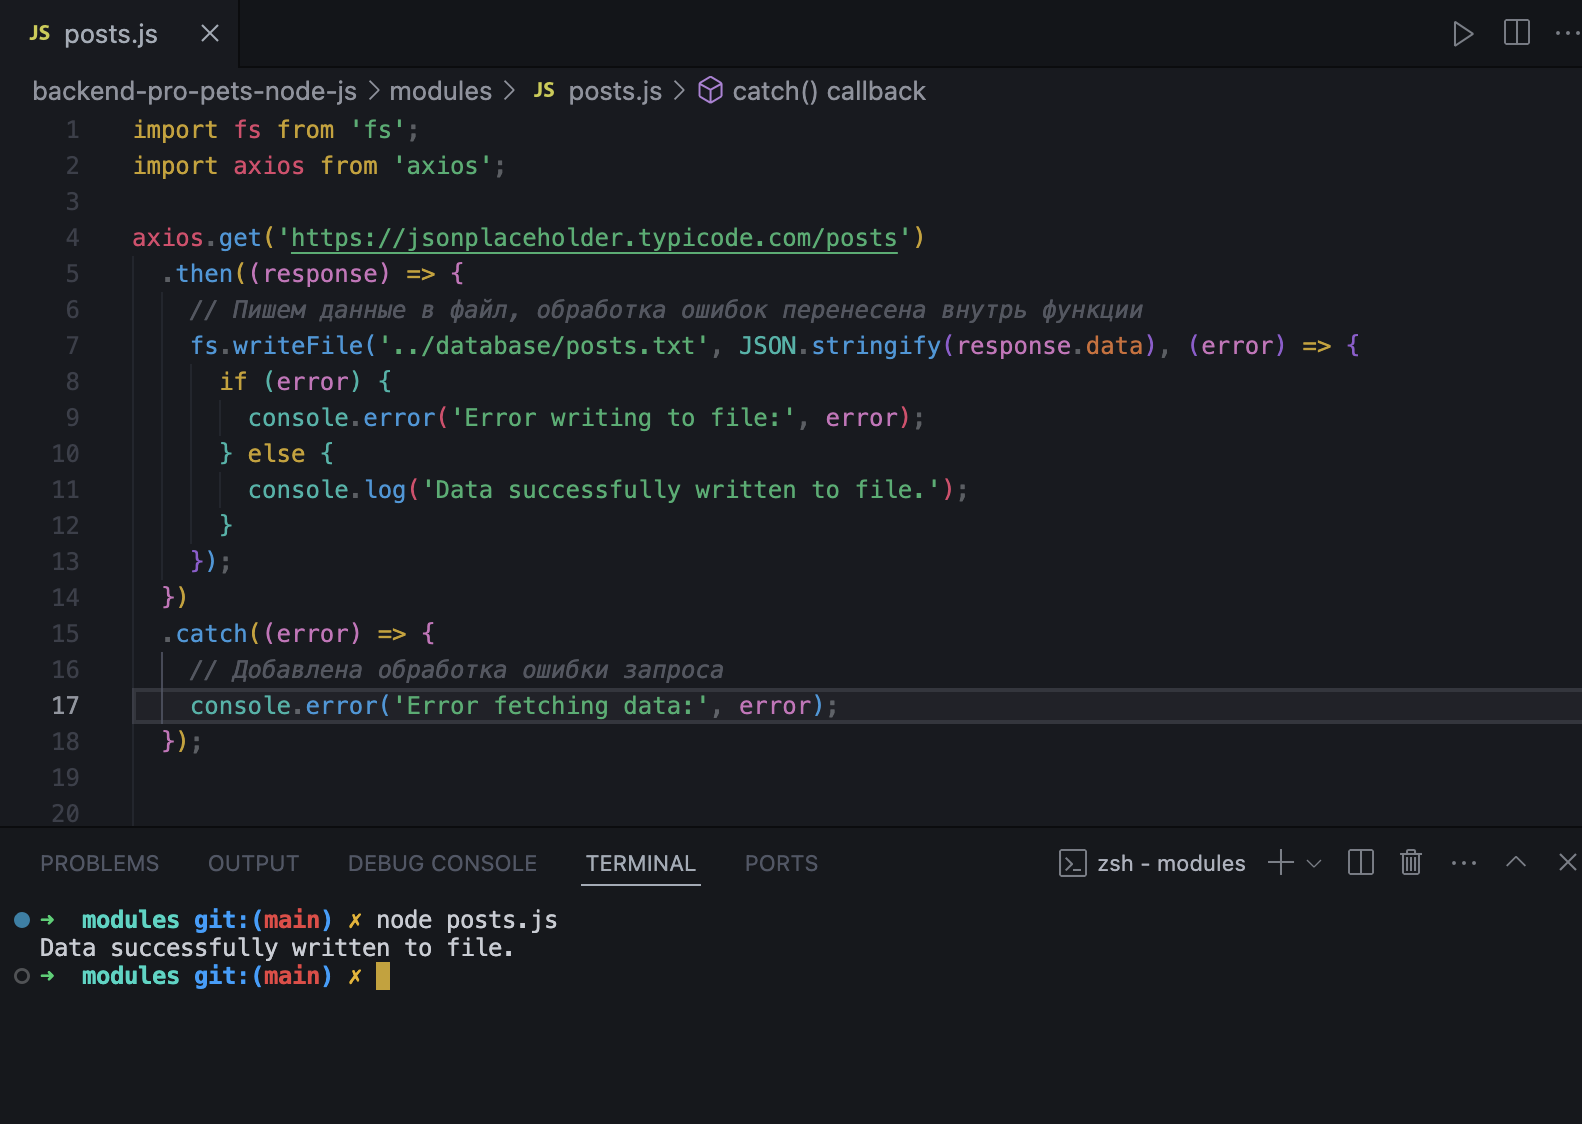 JS posts.js
backend-pro-pets-node-js > modules > JS posts.js > catch() callback
1 import fs from 'fs';
2 import axios from 'axios';
3
4 axios.get('https://jsonplaceholder.typicode.com/posts')
5 .then((response) => {
6 // Пишем данные в файл, обработка ошибок перенесена внутрь функции
7 fs.writeFile('../database/posts.txt', JSON.stringify(response.data), (error) => {
8 if (error) {
9 console.error('Error writing to file:', error);
10 } else {
11 console.log('Data successfully written to file.');
12 }
13 });
14 })
15 .catch((error) => {
16 // Добавлена обработка ошибки запроса
17 console.error('Error fetching data:', error);
18 });
19
20
PROBLEMS OUTPUT DEBUG CONSOLE TERMINAL PORTS zsh - modules
➜ modules git:(main) ✗ node posts.js
Data successfully written to file.
➜ modules git:(main) ✗